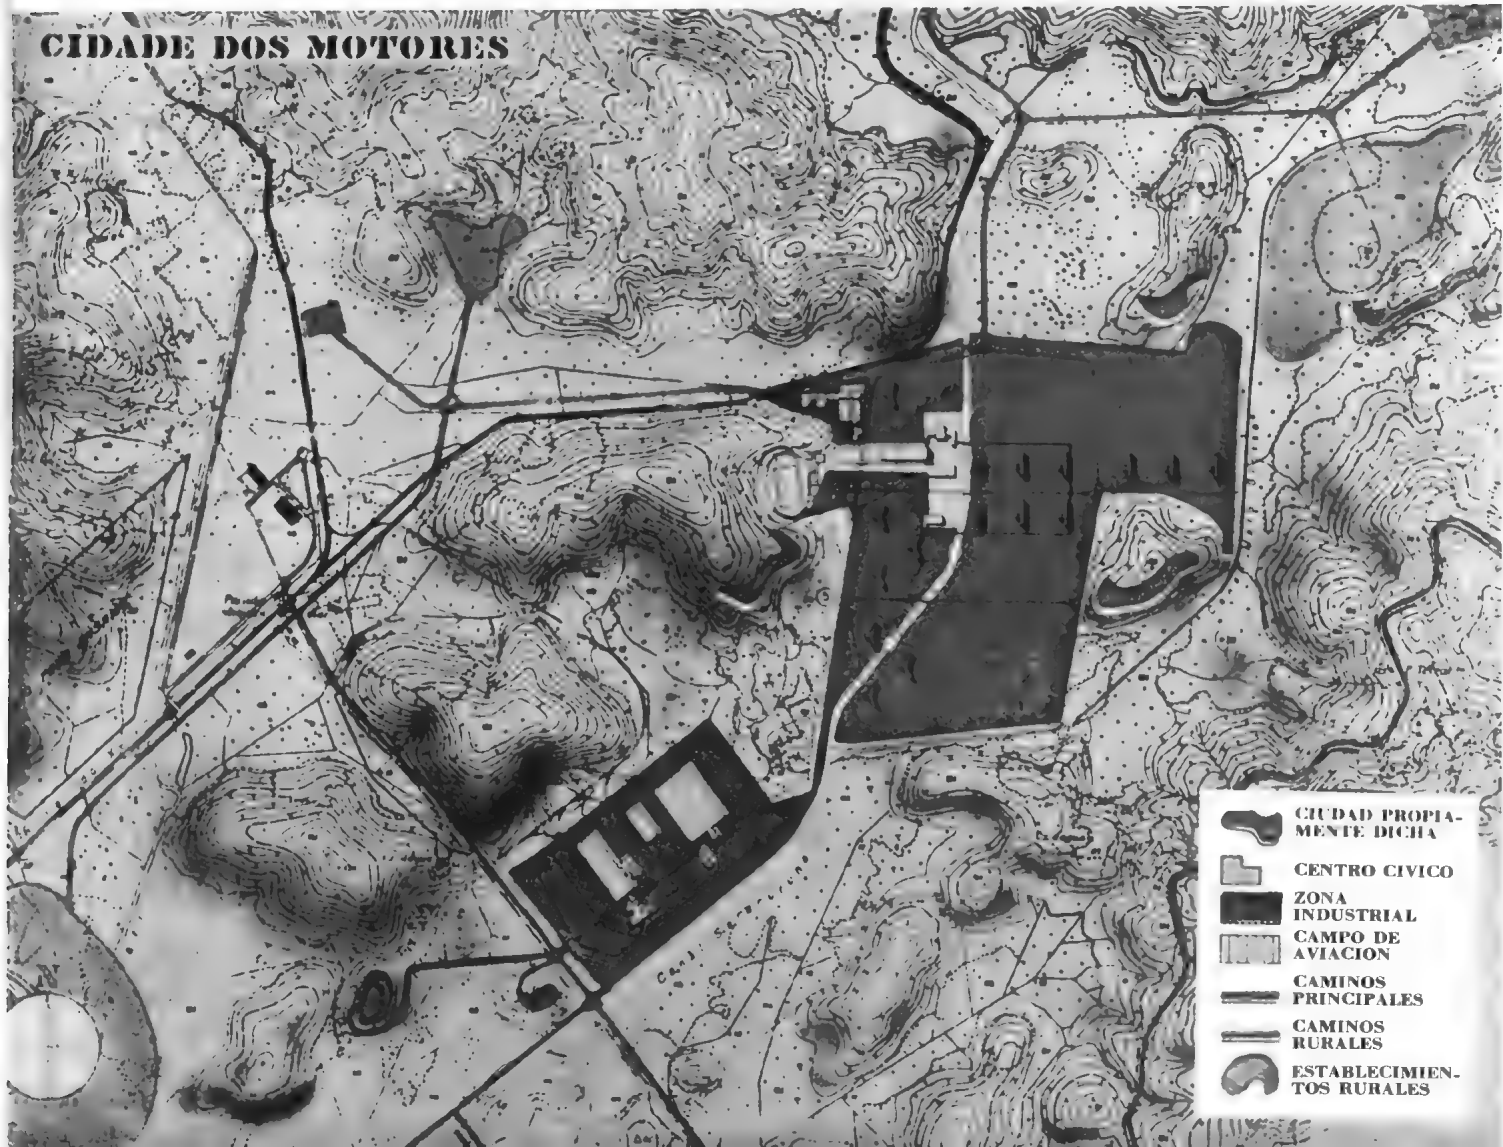 CIDADE DOS MOTORES
CIUDAD PROPIA-
MENTE DICHA
CENTRO CIVICO
ZONA
INDUSTRIAL
CAMPO DE
AVIACION
CAMINOS
PRINCIPALES
CAMINOS
RURALES
ESTABLECIMIEN-
TOS RURALES